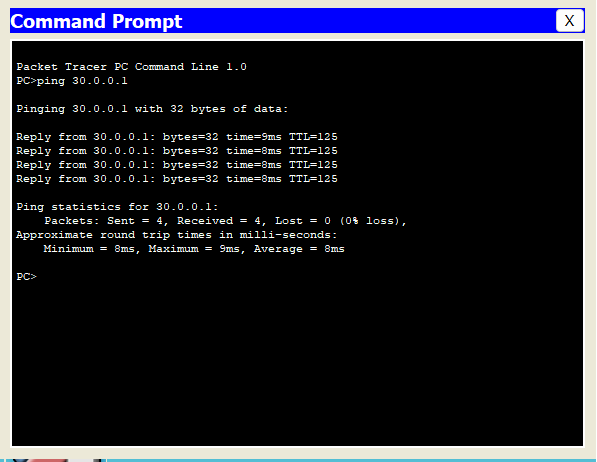 Command Prompt
X
Packet Tracer PC Command Line 1.0
PC>ping 30.0.0.1
Pinging 30.0.0.1 with 32 bytes of data:
Reply from 30.0.0.1: bytes=32 time=9ms TTL=125
Reply from 30.0.0.1: bytes=32 time=8ms TTL=125
Reply from 30.0.0.1: bytes=32 time=8ms TTL=125
Reply from 30.0.0.1: bytes=32 time=8ms TTL=125
Ping statistics for 30.0.0.1:
Packets: Sent = 4, Received = 4, Lost = 0 (0% loss),
Approximate round trip times in milli-seconds:
Minimum = 8ms, Maximum = 9ms, Average = 8ms
PC>